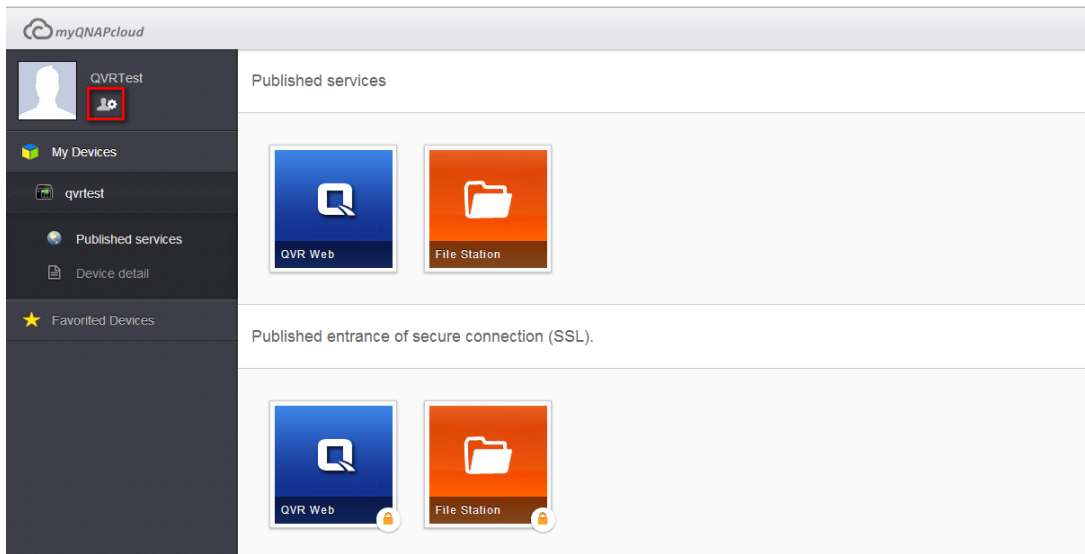 myQNAPcloud
QVRTest
My Devices
qvrtest
Published services
Device detail
Favorited Devices
Published services
QVR Web
File Station
Published entrance of secure connection (SSL).
QVR Web
File Station